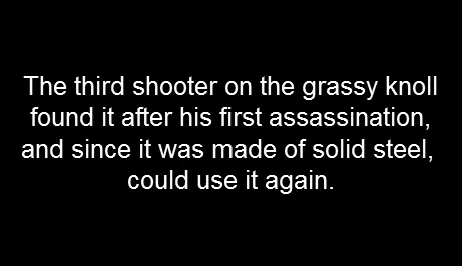 The third shooter on the grassy knoll
found it after his first assassination,
and since it was made of solid steel,
could use it again.